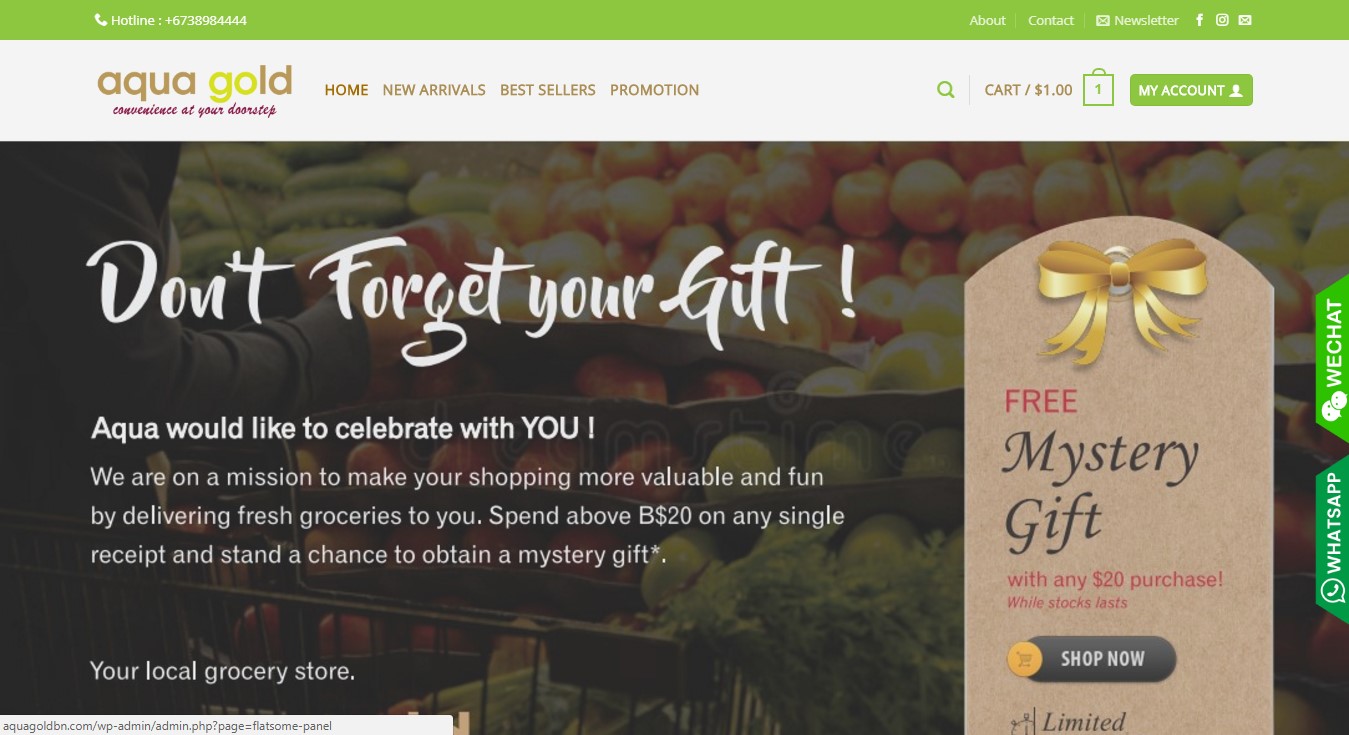 Hotline : +6738984444
About
Contact
Newsletter
aqua gold
convenience at your doorstep
HOME
NEW ARRIVALS
BEST SELLERS
PROMOTION
CART / $1.00
1
MY ACCOUNT
Don't Forget your Gift !
Aqua would like to celebrate with YOU !
We are on a mission to make your shopping more valuable and fun
by delivering fresh groceries to you. Spend above B$20 on any single
receipt and stand a chance to obtain a mystery gift*.
Your local grocery store.
FREE
Mystery
Gift
with any $20 purchase!
While stocks lasts
SHOP NOW
Limited
WECHAT
WHATSAPP
aquagoldbn.com/wp-admin/admin.php?page=flatsome-panel